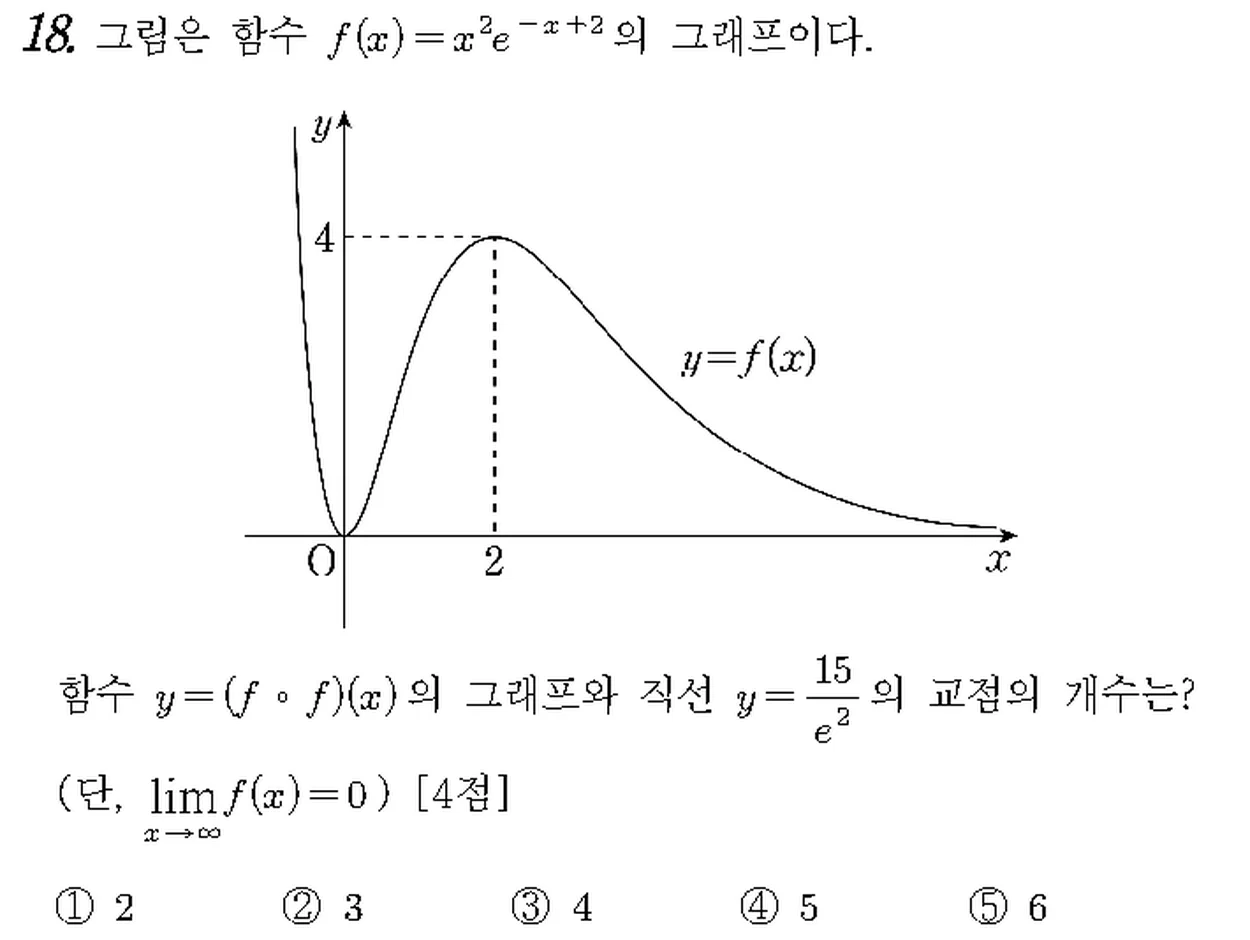 18. 그림은 함수 f(x)=x²e^{-x+2}의 그래프이다.
y
4
y=f(x)
O
2
x
함수 y=(f∘f)(x)의 그래프와 직선 y=15/e²의 교점의 개수는?
(단, lim_{x→∞} f(x)=0) [4점]
① 2 ② 3 ③ 4 ④ 5 ⑤ 6